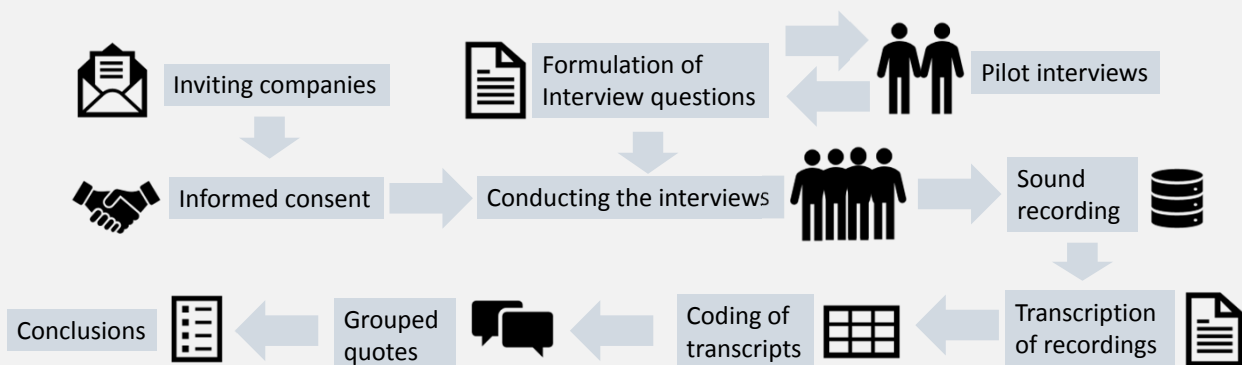 Inviting companies
Formulation of
Interview questions
Pilot interviews
Informed consent
Conducting the interviews
Sound
recording
Conclusions
Grouped
quotes
Coding of
transcripts
Transcription
of recordings